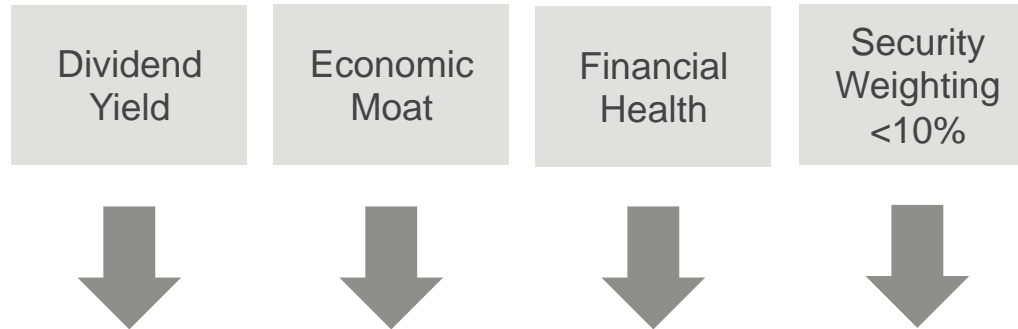 Dividend
Yield
Economic
Moat
Financial
Health
Security
Weighting
<10%